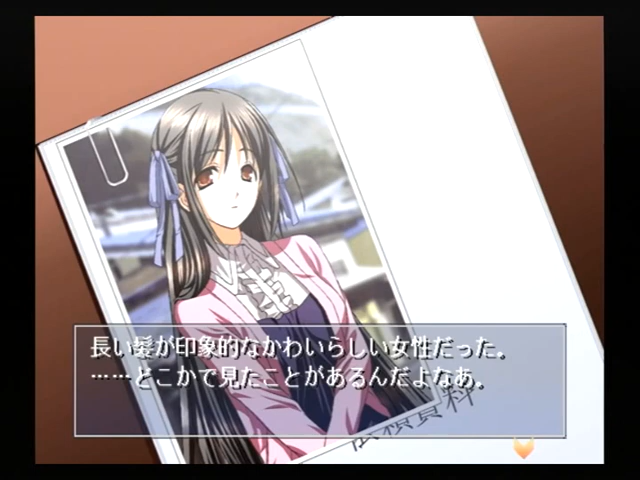 長い髪が印象的なかわいらしい女性だった。
……どこかで見たことがあるんだよなあ。